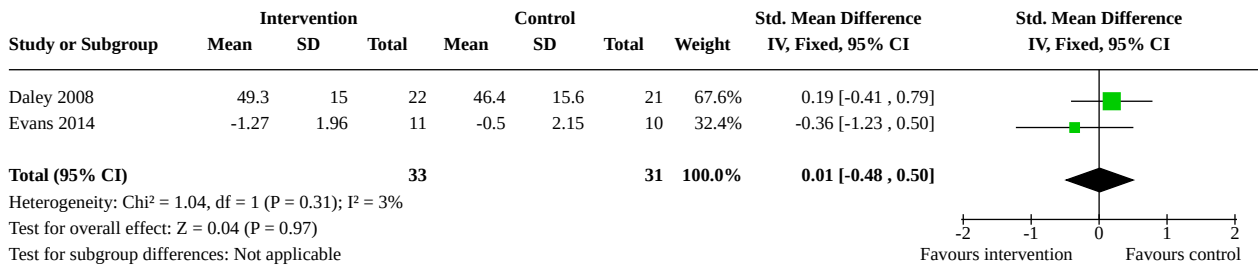 Intervention Control Std. Mean Difference Std. Mean Difference
Study or Subgroup Mean SD Total Mean SD Total Weight IV, Fixed, 95% CI IV, Fixed, 95% CI
Daley 2008 49.3 15 22 46.4 15.6 21 67.6% 0.19 [-0.41 , 0.79]
Evans 2014 -1.27 1.96 11 -0.5 2.15 10 32.4% -0.36 [-1.23 , 0.50]
Total (95% CI) 33 31 100.0% 0.01 [-0.48 , 0.50]
Heterogeneity: Chi² = 1.04, df = 1 (P = 0.31); I² = 3%
Test for overall effect: Z = 0.04 (P = 0.97)
Test for subgroup differences: Not applicable
-2 -1 0 1 2
Favours intervention Favours control